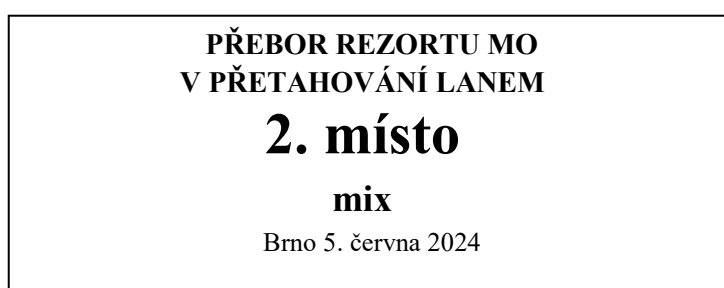 PŘEBOR REZORTU MO
V PŘETAHOVÁNÍ LANEM
2. místo
mix
Brno 5. června 2024